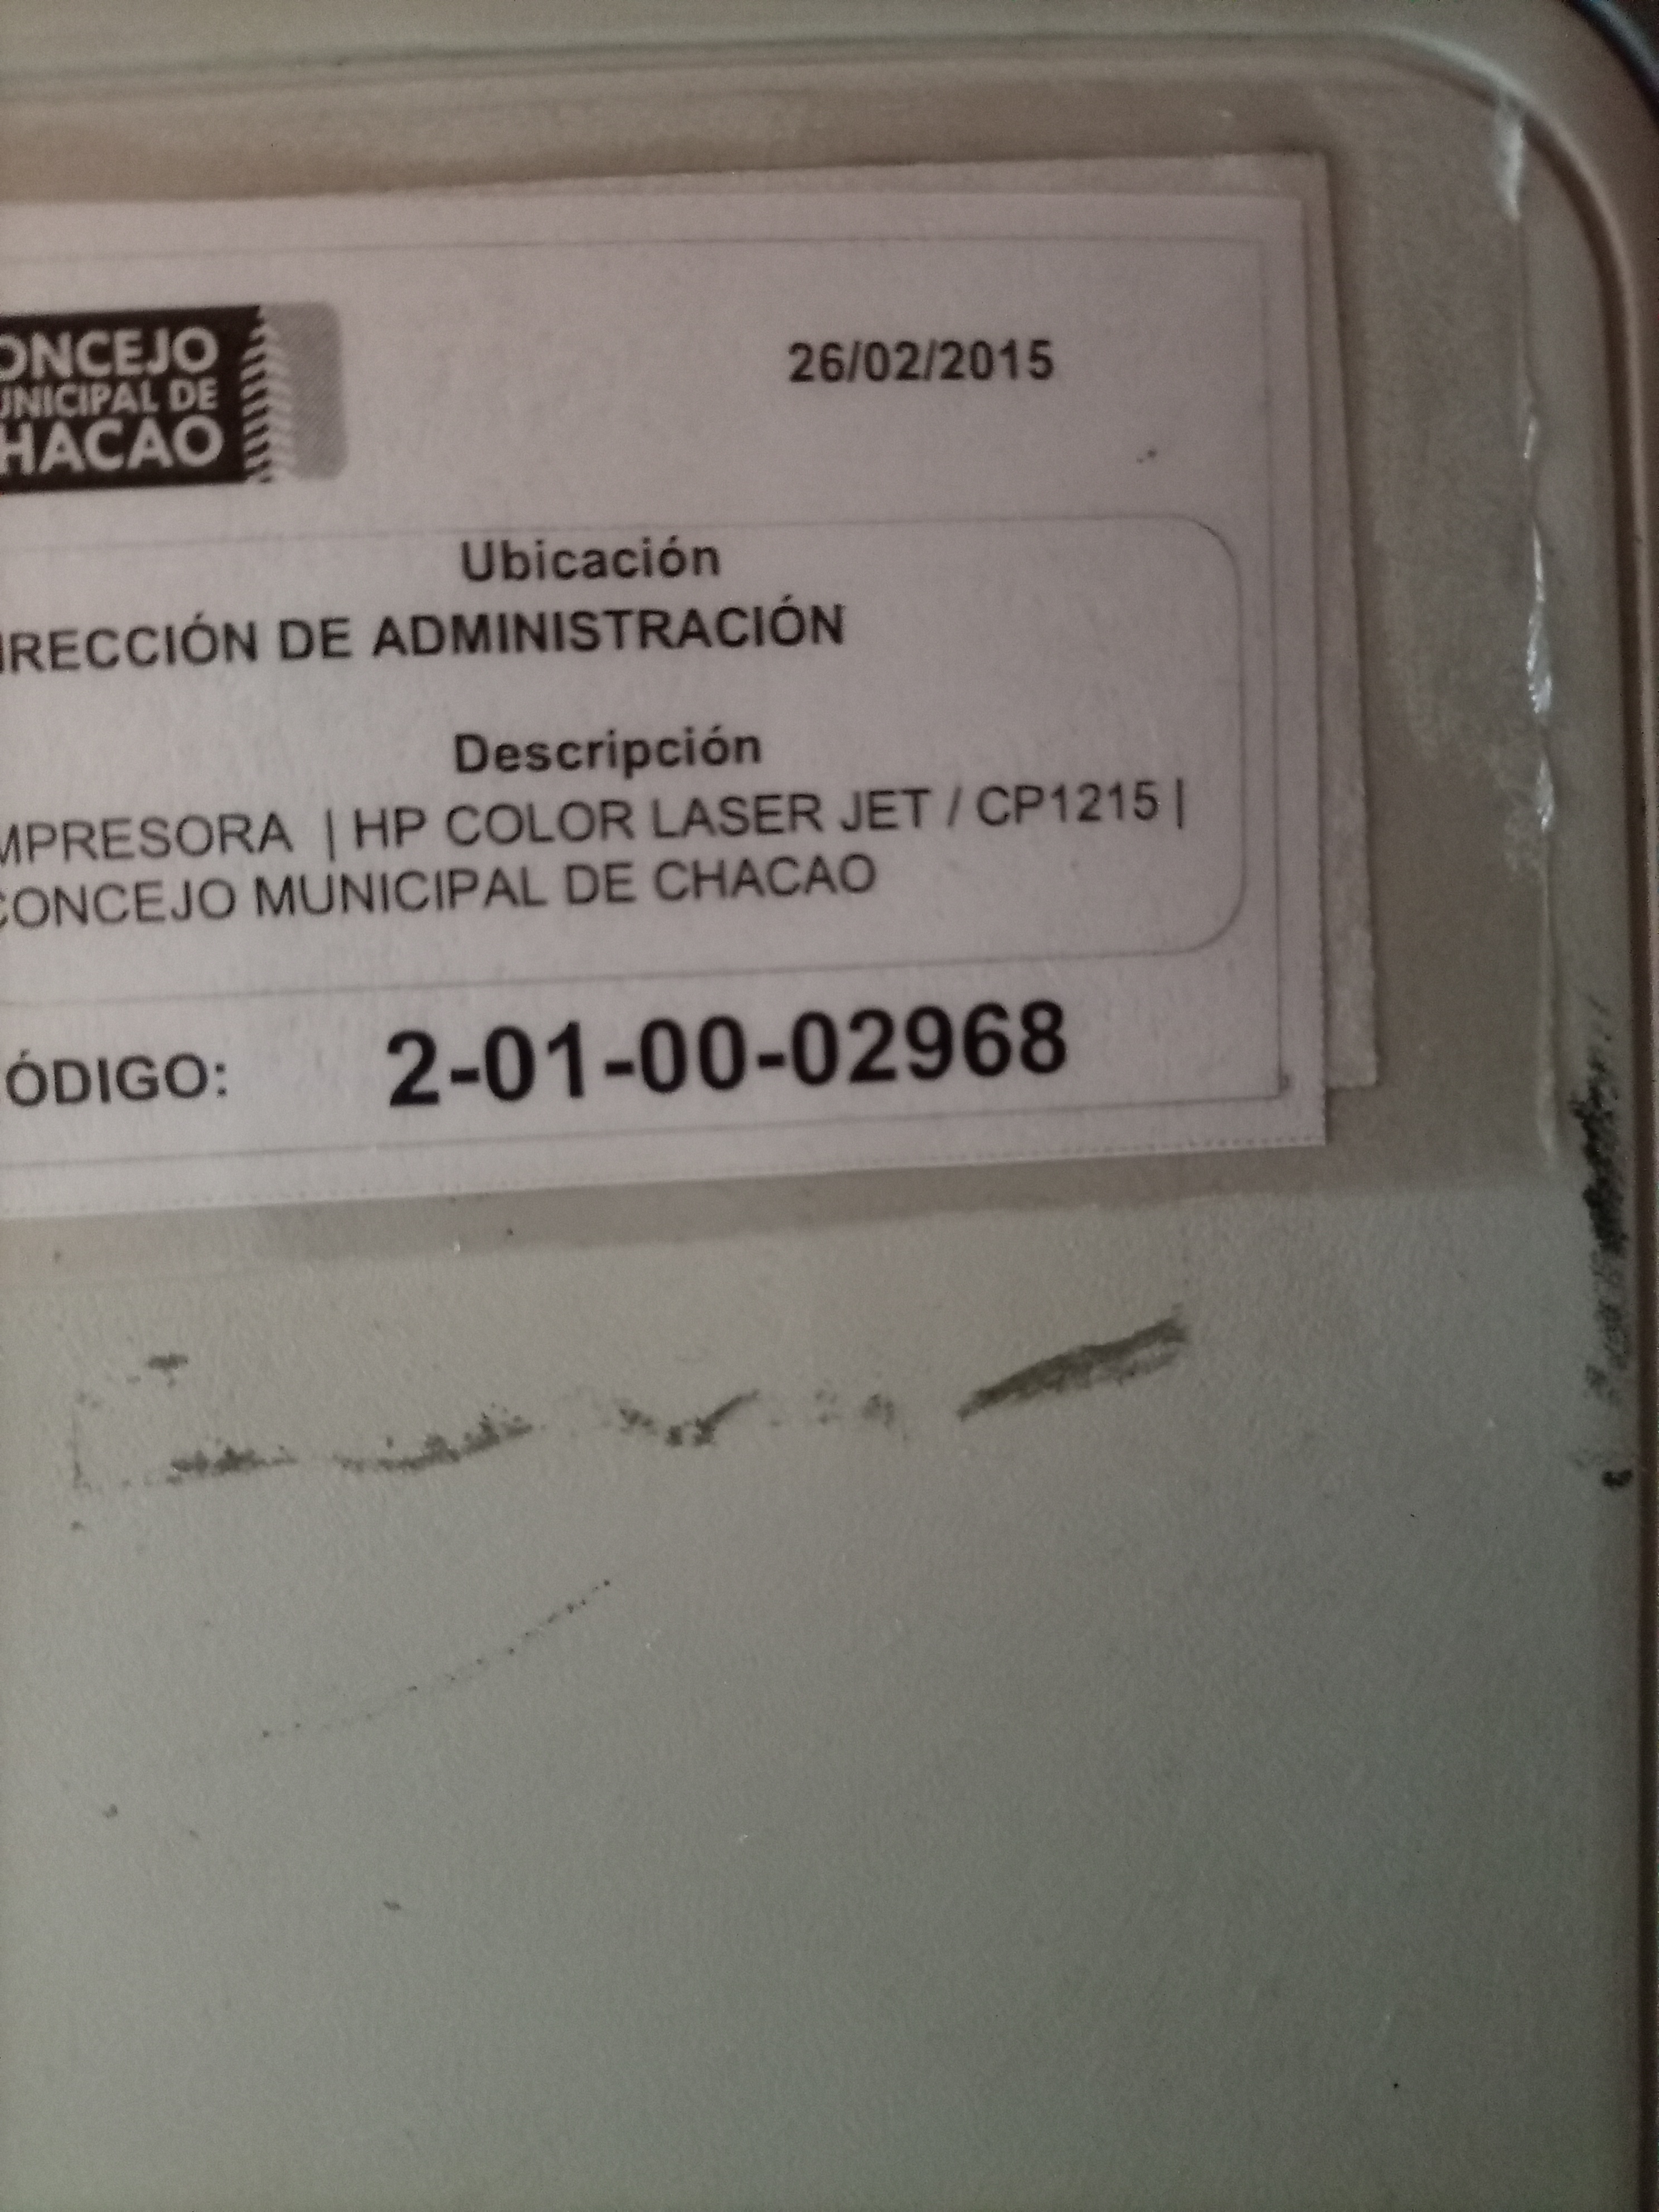 ONCEJO
UNICIPAL DE
HACAO
26/02/2015
Ubicación
IRECCIÓN DE ADMINISTRACIÓN
Descripción
MPRESORA | HP COLOR LASER JET / CP1215 |
CONCEJO MUNICIPAL DE CHACAO
ÓDIGO: 2-01-00-02968